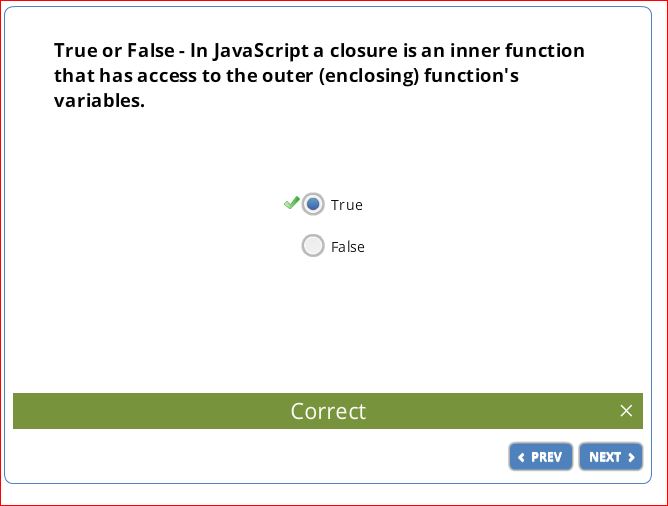 True or False - In JavaScript a closure is an inner function
that has access to the outer (enclosing) function's
variables.
True
False
Correct
PREV
NEXT